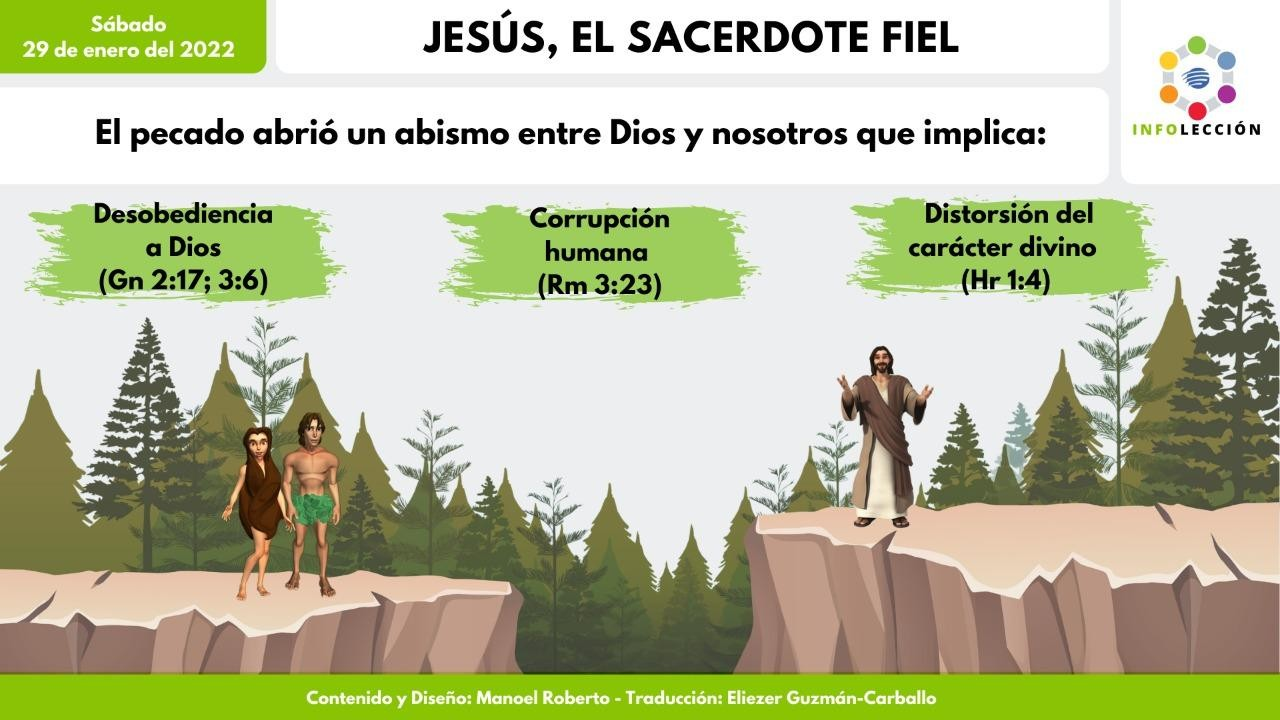 Sábado
29 de enero del 2022
JESÚS, EL SACERDOTE FIEL
INFOLECCIÓN
El pecado abrió un abismo entre Dios y nosotros que implica:
Desobediencia
a Dios
(Gn 2:17; 3:6)
Corrupción
humana
(Rm 3:23)
Distorsión del
carácter divino
(Hr 1:4)
Contenido y Diseño: Manoel Roberto - Traducción: Eliezer Guzmán-Carballo